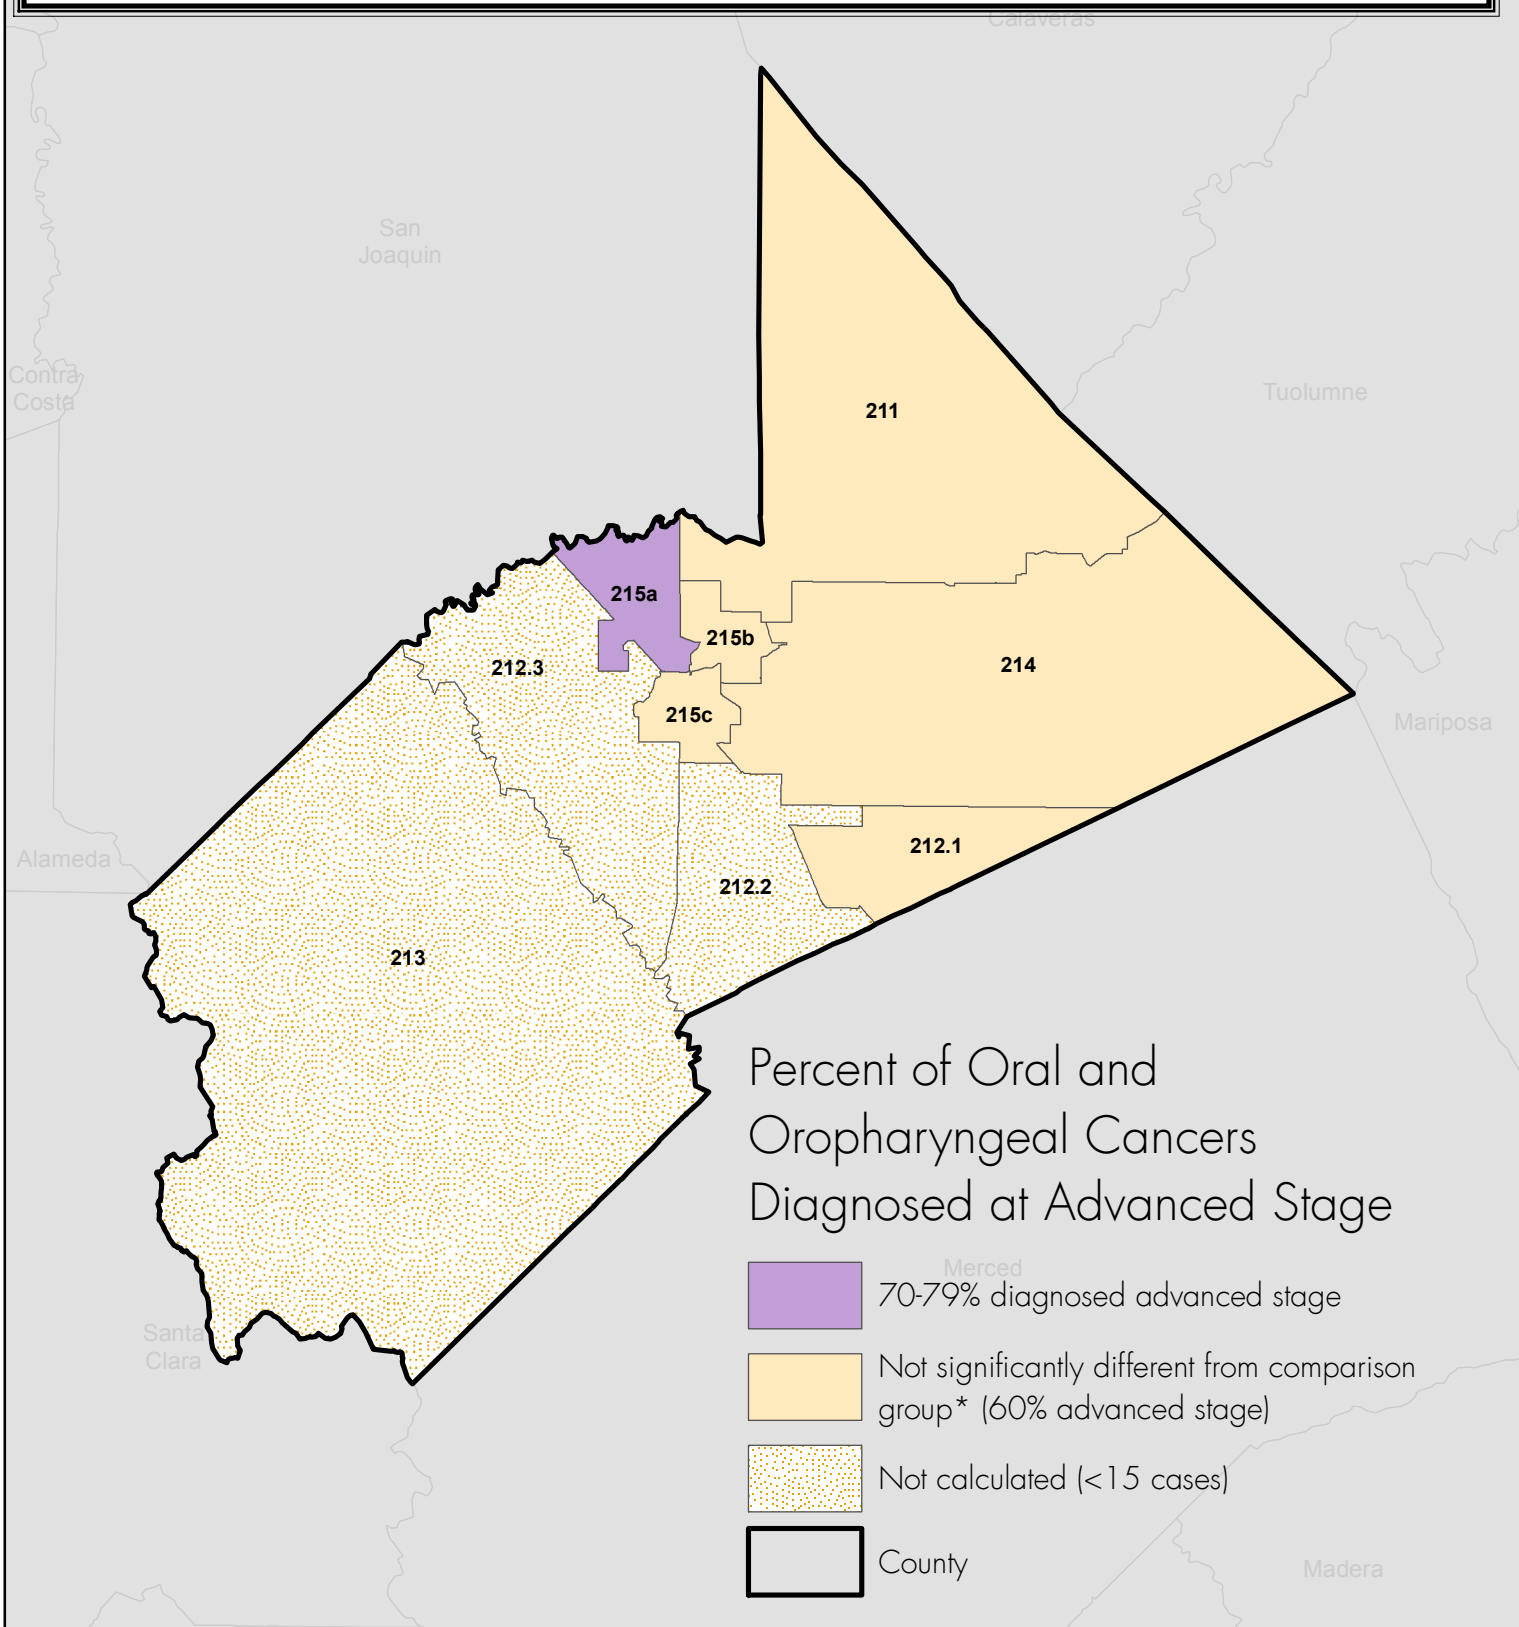 Calaveras
San
Joaquin
Contra
Costa
Tuolumne
211
215a
215b
212.3
214
215c
Mariposa
212.1
Alameda
212.2
213
Percent of Oral and
Oropharyngeal Cancers
Diagnosed at Advanced Stage
Merced
70-79% diagnosed advanced stage
Santa
Clara
Not significantly different from comparison
group* (60% advanced stage)
Not calculated (<15 cases)
County
Madera